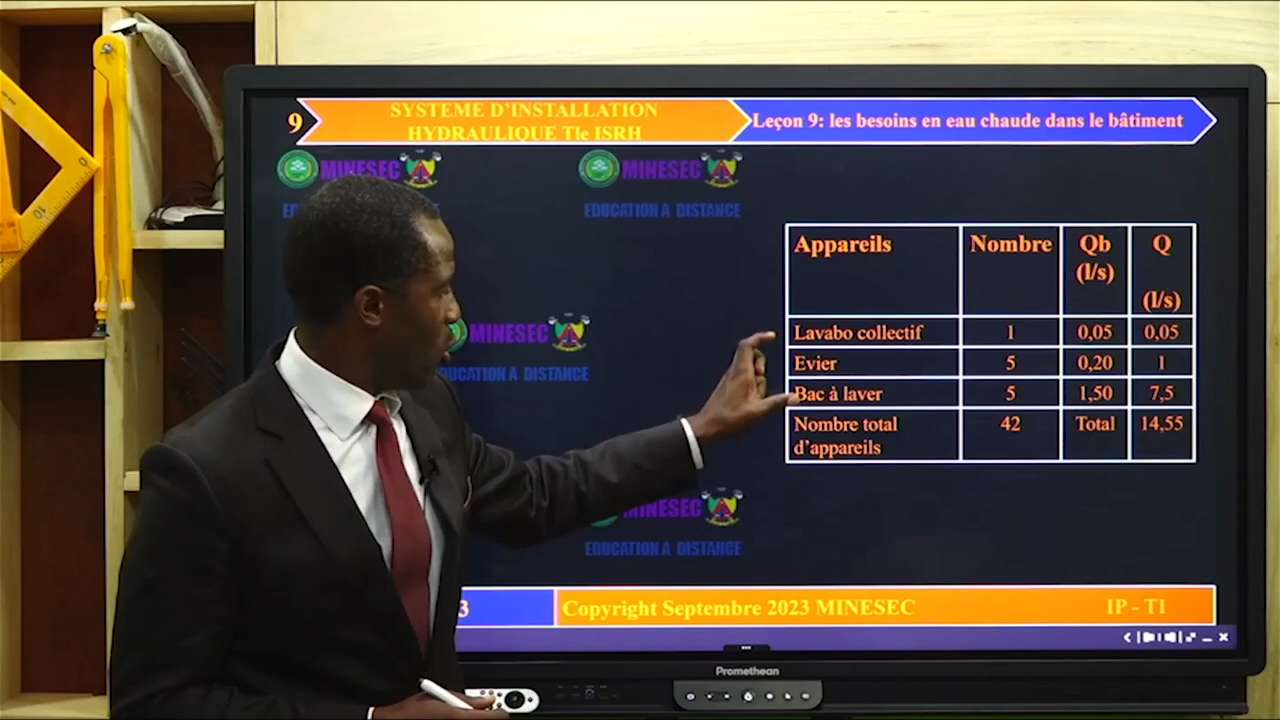 9
SYSTEME D'INSTALLATION
HYDRAULIQUE Tle ISRH
Leçon 9: les besoins en eau chaude dans le bâtiment
MINESEC
MINESEC
EDUCATION A DISTANCE
Appareils Nombre Qb (l/s) Q (l/s)
Lavabo collectif 1 0,05 0,05
Evier 5 0,20 1
Bac à laver 5 1,50 7,5
Nombre total d'appareils 42 Total 14,55
MINESEC
EDUCATION A DISTANCE
MINESEC
EDUCATION A DISTANCE
3
Copyright Septembre 2023 MINESEC
IP - TI
Promethean